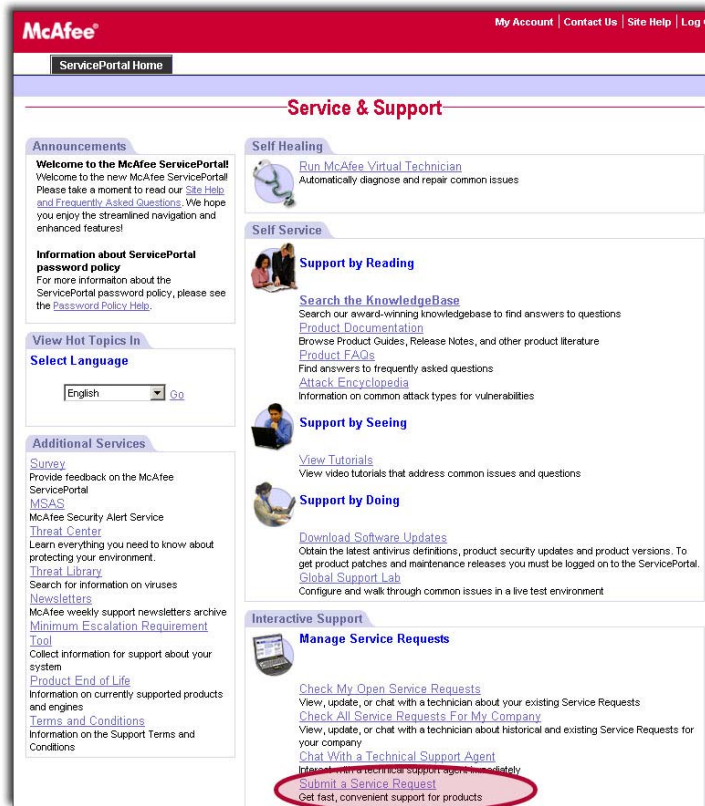 McAfee®
My Account | Contact Us | Site Help | Log
ServicePortal Home
Service & Support
Announcements
Welcome to the McAfee ServicePortal!
Welcome to the new McAfee ServicePortal!
Please take a moment to read our Site Help
and Frequently Asked Questions. We hope
you enjoy the streamlined navigation and
enhanced features!
Information about ServicePortal
password policy
For more informaiton about the
ServicePortal password policy, please see
the Password Policy Help.
View Hot Topics In
Select Language
English Go
Additional Services
Survey
Provide feedback on the McAfee
ServicePortal
MSAS
McAfee Security Alert Service
Threat Center
Learn everything you need to know about
protecting your environment.
Threat Library
Search for information on viruses
Newsletters
McAfee weekly support newsletters archive
Minimum Escalation Requirement
Tool
Collect information for support about your
system
Product End of Life
Information on currently supported products
and engines
Terms and Conditions
Information on the Support Terms and
Conditions
Self Healing
Run McAfee Virtual Technician
Automatically diagnose and repair common issues
Self Service
Support by Reading
Search the KnowledgeBase
Search our award-winning knowledgebase to find answers to questions
Product Documentation
Browse Product Guides, Release Notes, and other product literature
Product FAQs
Find answers to frequently asked questions
Attack Encyclopedia
Information on common attack types for vulnerabilities
Support by Seeing
View Tutorials
View video tutorials that address common issues and questions
Support by Doing
Download Software Updates
Obtain the latest antivirus definitions, product security updates and product versions. To
get product patches and maintenance releases you must be logged on to the ServicePortal.
Global Support Lab
Configure and walk through common issues in a live test environment
Interactive Support
Manage Service Requests
Check My Open Service Requests
View, update, or chat with a technician about your existing Service Requests
Check All Service Requests For My Company
View, update, or chat with a technician about historical and existing Service Requests for
your company
Chat With a Technical Support Agent
Interact with a technical support agent immediately
Submit a Service Request
Get fast, convenient support for products